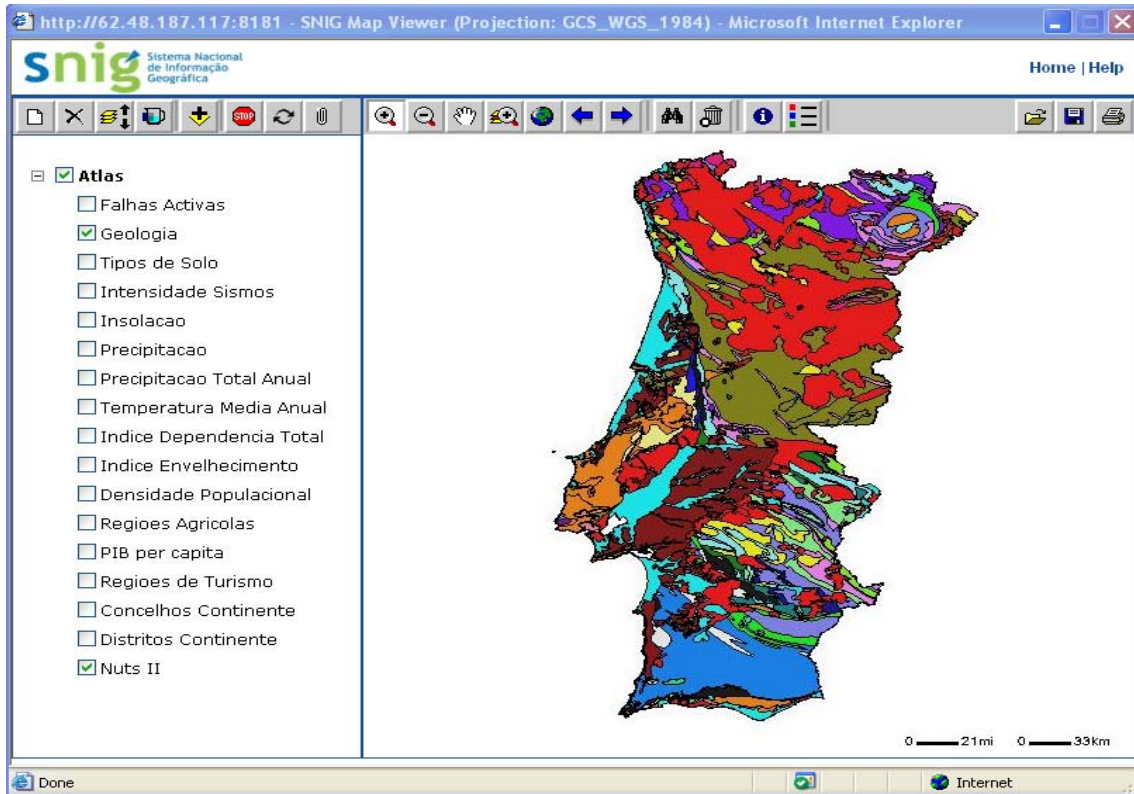 http://62.48.187.117:8181 - SNIG Map Viewer (Projection: GCS_WGS_1984) - Microsoft Internet Explorer
snig
Sistema Nacional
de Informação
Geográfica
Home | Help
STOP
Atlas
Falhas Activas
Geologia
Tipos de Solo
Intensidade Sismos
Insolacao
Precipitacao
Precipitacao Total Anual
Temperatura Media Anual
Indice Dependencia Total
Indice Envelhecimento
Densidade Populacional
Regioes Agricolas
PIB per capita
Regioes de Turismo
Concelhos Continente
Distritos Continente
Nuts II
0 21mi 0 33km
Done Internet